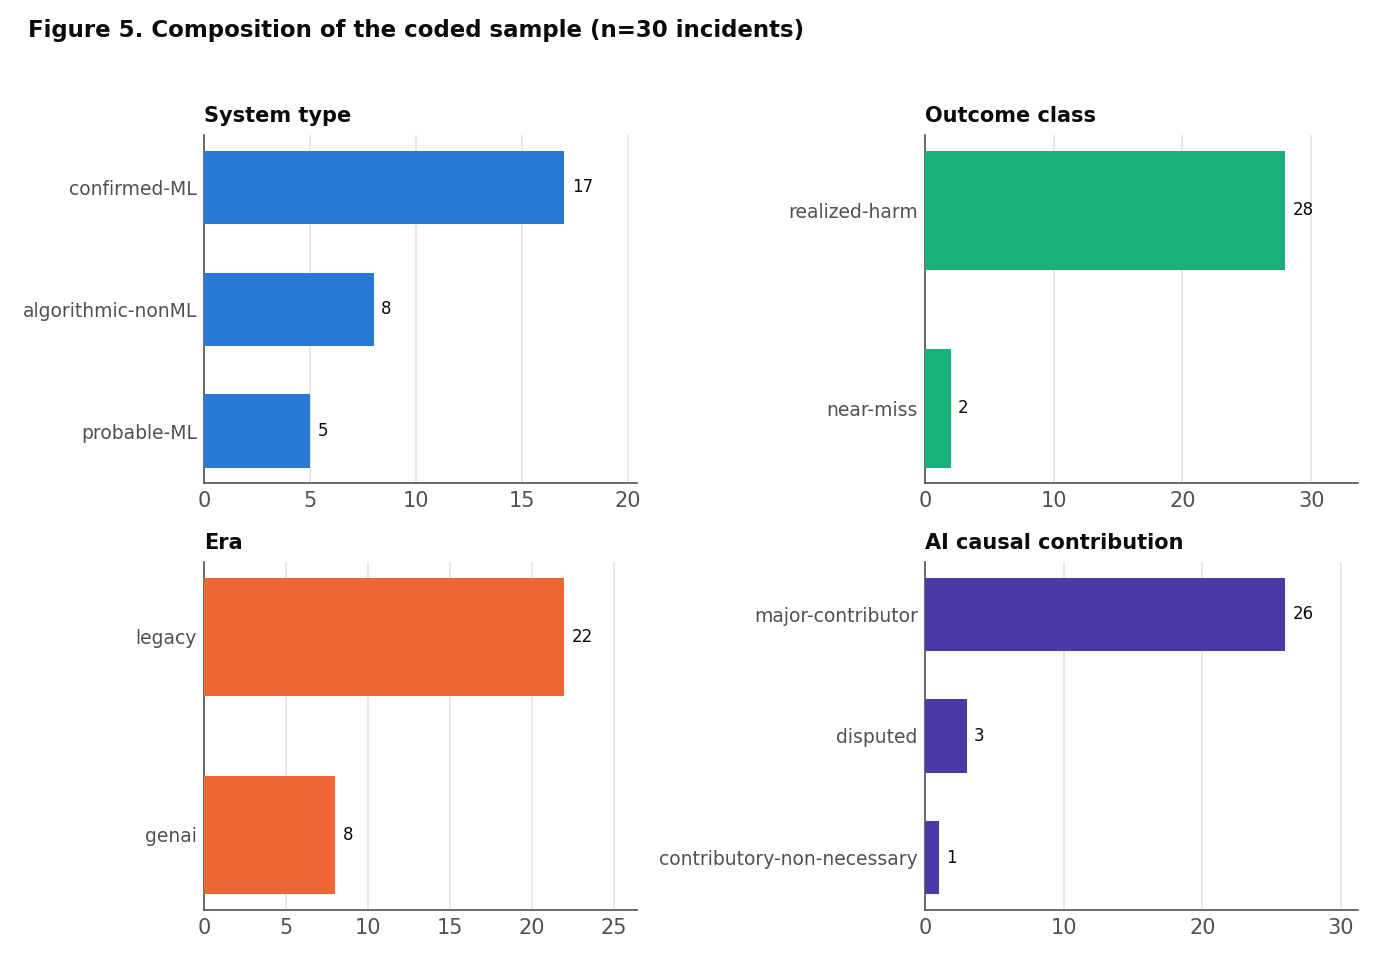 Figure 5. Composition of the coded sample (n=30 incidents)
System type
confirmed-ML
17
algorithmic-nonML
8
probable-ML
5
0 5 10 15 20
Outcome class
realized-harm
28
near-miss
2
0 10 20 30
Era
legacy
22
genai
8
0 5 10 15 20 25
AI causal contribution
major-contributor
26
disputed
3
contributory-non-necessary
1
0 10 20 30